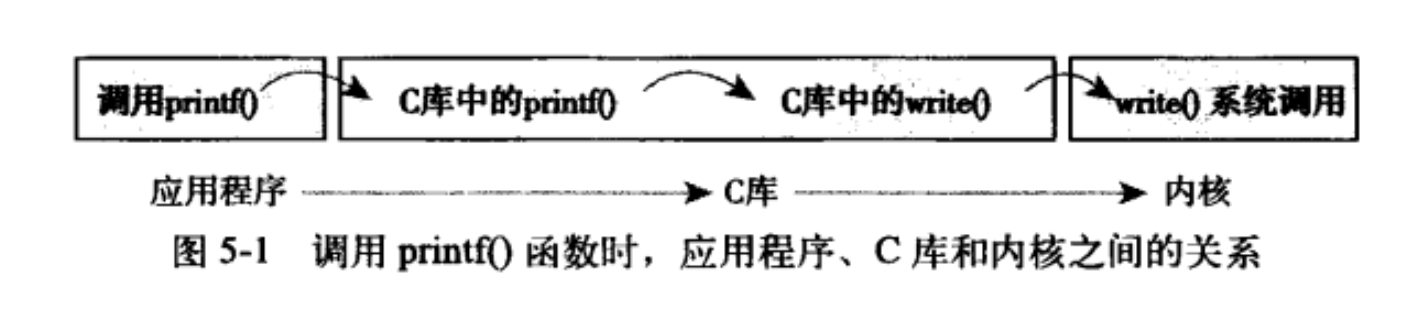 调用printf() C库中的printf() C库中的write() write() 系统调用
应用程序 C库 内核
图 5-1 调用 printf() 函数时，应用程序、C 库和内核之间的关系